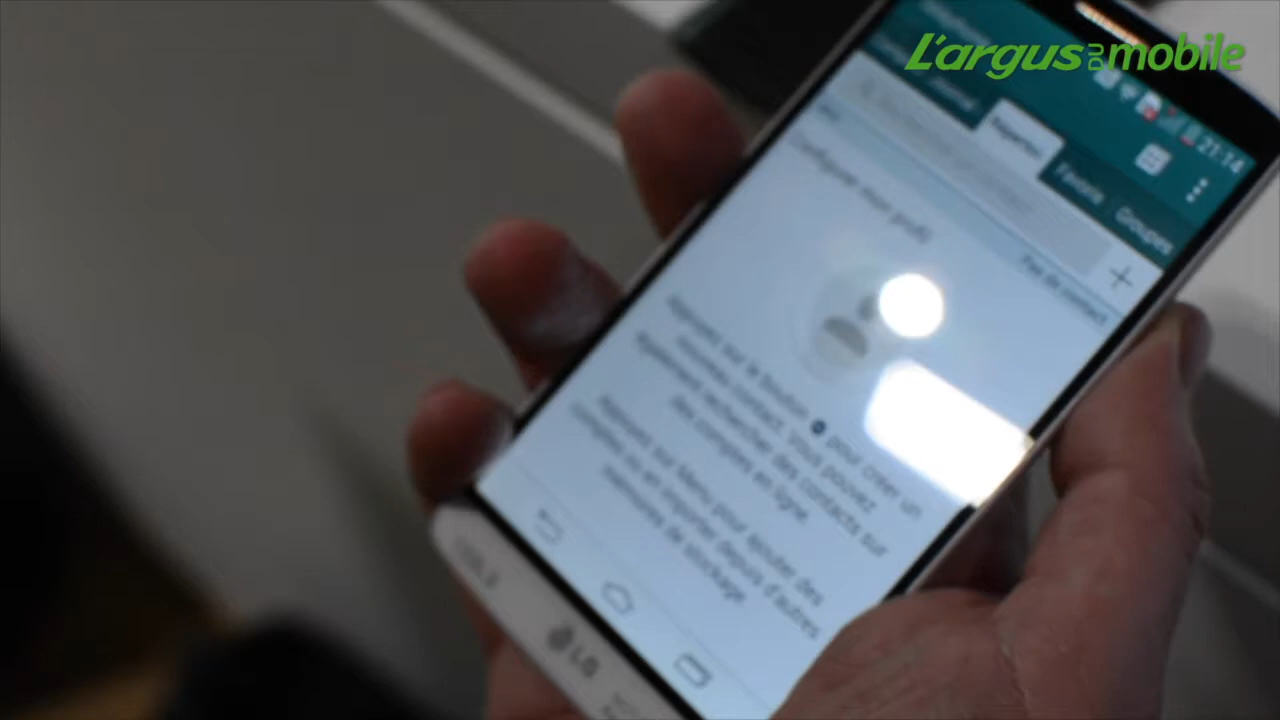 L'argus DU mobile
21:14
Journal
Répertoire
Favoris
Groupes
Moi
Configurer mon profil
Pas de contact
Appuyez sur le bouton + pour créer un
nouveau contact. Vous pouvez
également rechercher des contacts sur
des comptes en ligne.
Appuyez sur Menu pour ajouter des
comptes ou en importer depuis d'autres
mémoires de stockage.
LG